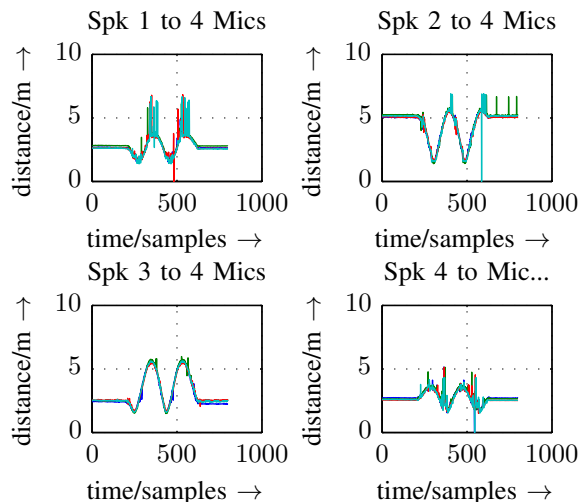 Spk 1 to 4 Mics
distance/m →
10
5
0
0 500 1000
time/samples →
Spk 2 to 4 Mics
distance/m →
10
5
0
0 500 1000
time/samples →
Spk 3 to 4 Mics
distance/m →
10
5
0
0 500 1000
time/samples →
Spk 4 to Mic...
distance/m →
10
5
0
0 500 1000
time/samples →